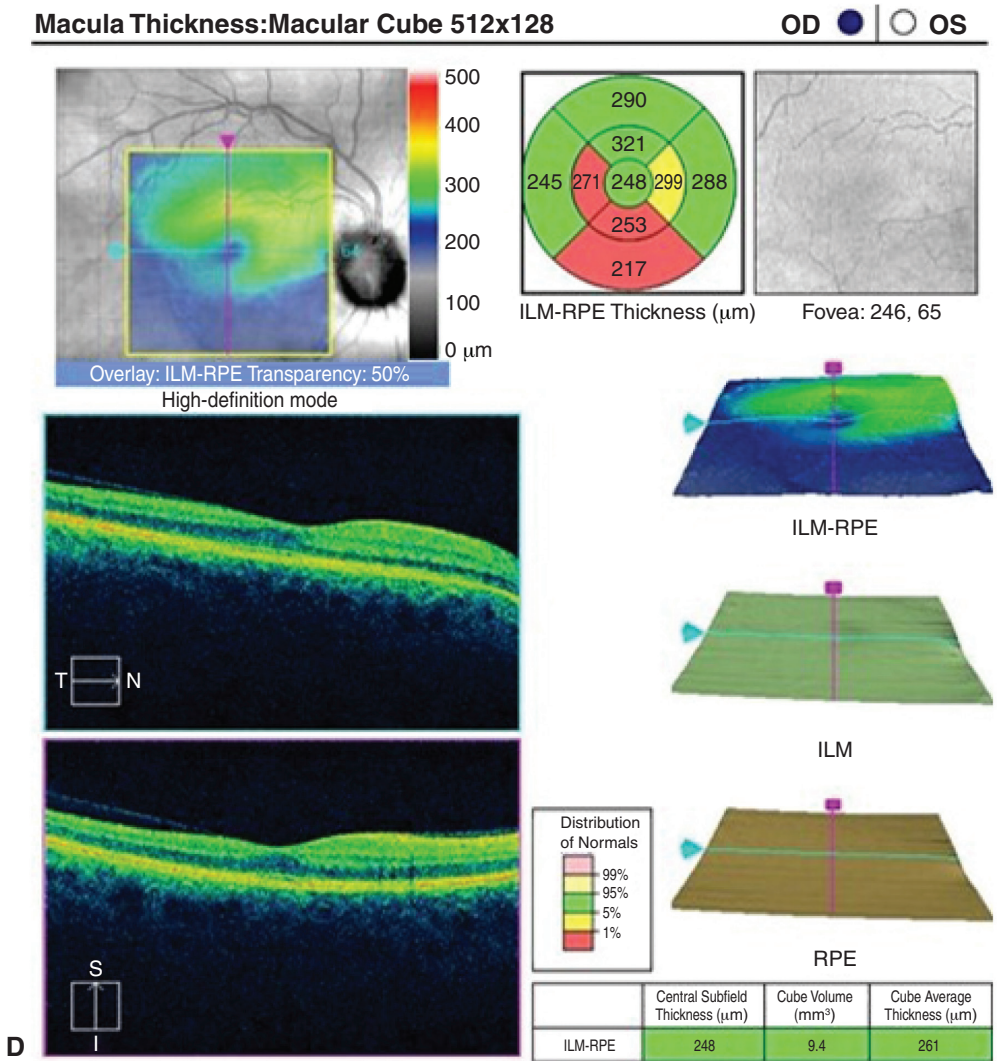 Macula Thickness:Macular Cube 512x128
OD OS
500
400
300
200
100
0 μm
64
Overlay: ILM-RPE Transparency: 50%
290
321
245 271 248 299 288
253
217
ILM-RPE Thickness (μm)
Fovea: 246, 65
High-definition mode
T N
S
I
ILM-RPE
ILM
RPE
Distribution
of Normals
99%
95%
5%
1%
Central Subfield
Thickness (μm)
Cube Volume
(mm³)
Cube Average
Thickness (μm)
ILM-RPE 248 9.4 261
D